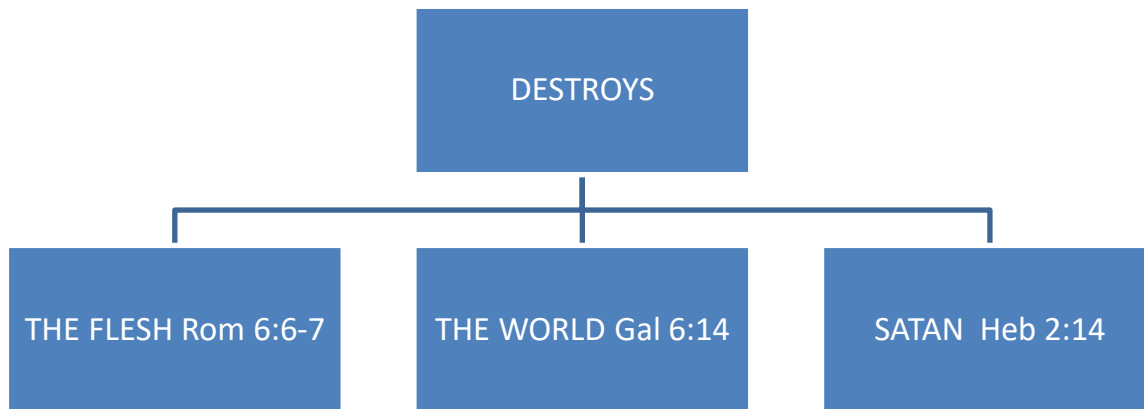 DESTROYS
THE FLESH Rom 6:6-7
THE WORLD Gal 6:14
SATAN  Heb 2:14